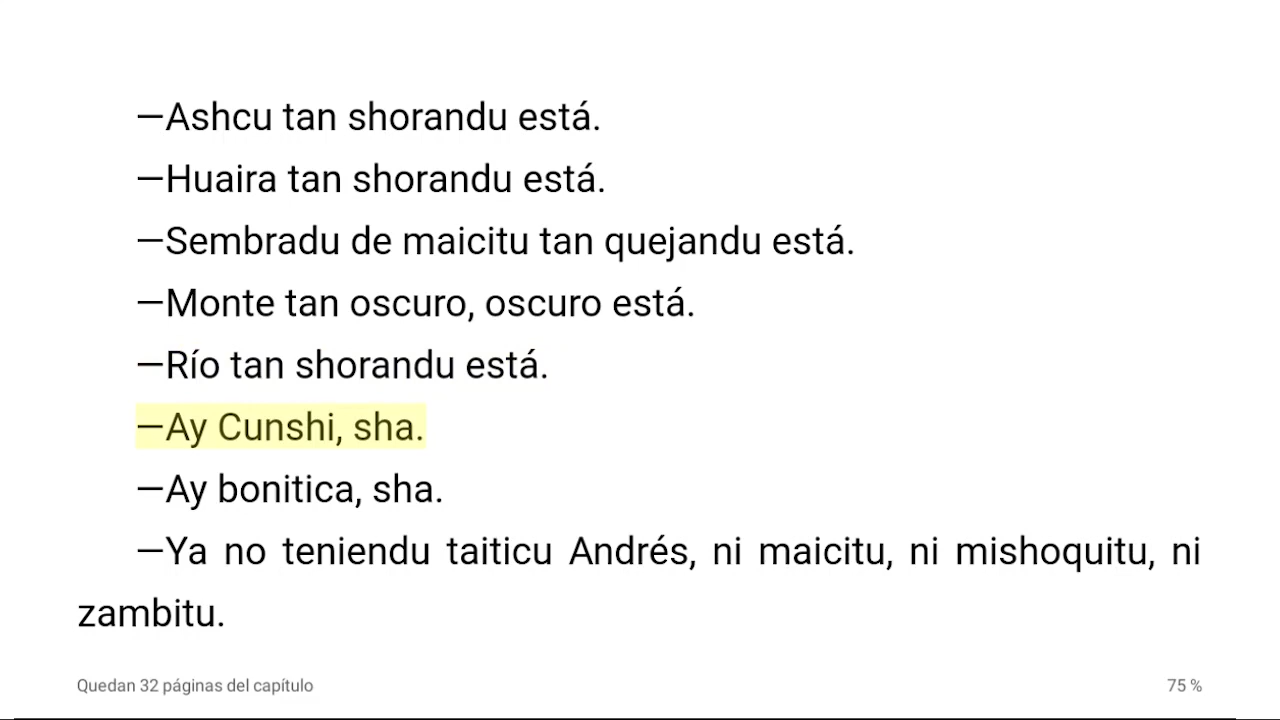 —Ashcu tan shorandu está.
—Huaira tan shorandu está.
—Sembradu de maicitu tan quejandu está.
—Monte tan oscuro, oscuro está.
—Río tan shorandu está.
—Ay Cunshi, sha.
—Ay bonitica, sha.
—Ya no teniendu taiticu Andrés, ni maicitu, ni mishoquitu, ni
zambitu.
Quedan 32 páginas del capítulo
75 %